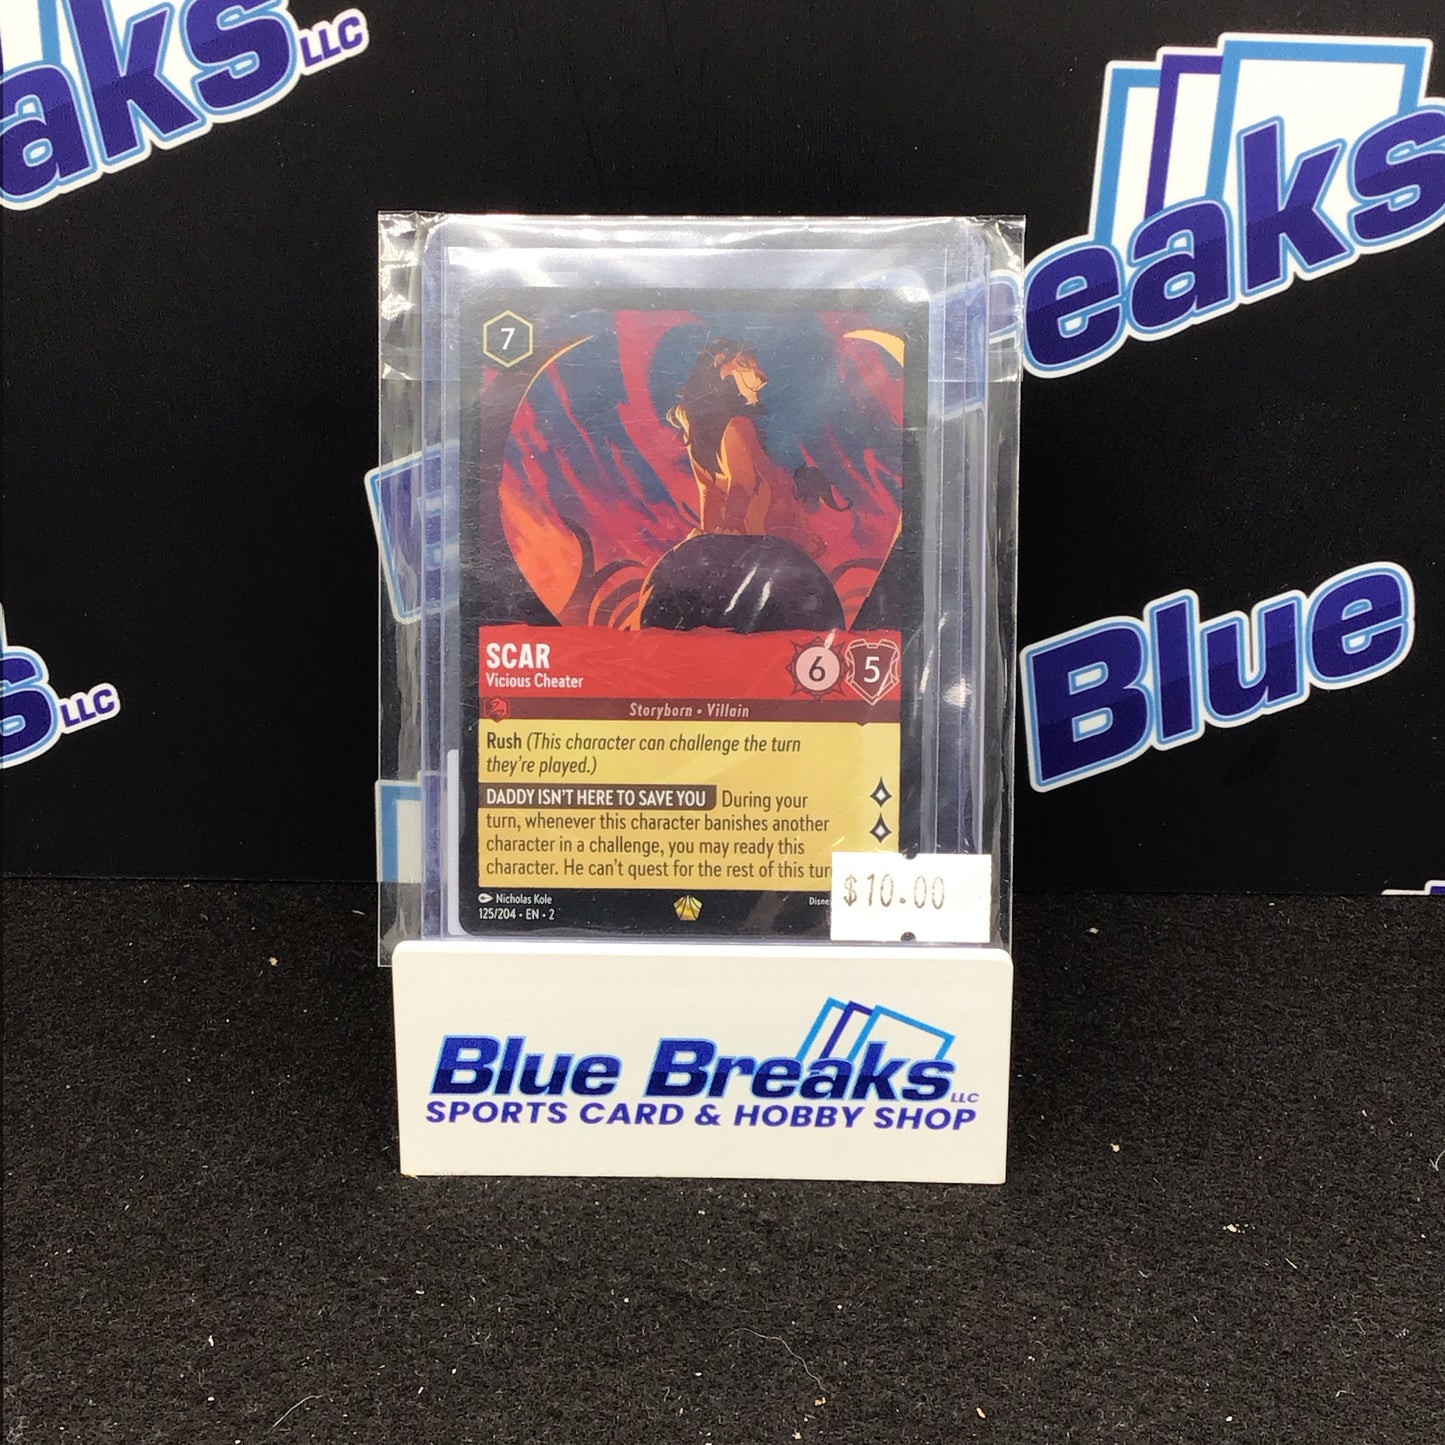 eaks LLC
reaks
7
SCAR
Vicious Cheater
6
5
Storyborn • Villain
Rush (This character can challenge the turn
they're played.)
DADDY ISN'T HERE TO SAVE YOU During your
turn, whenever this character banishes another
character in a challenge, you may ready this
character. He can't quest for the rest of this tur
Nicholas Kole
125/204 • EN • 2
Disne
$10.00
Blue
s LLC
Blue Breaks LLC
SPORTS CARD & HOBBY SHOP